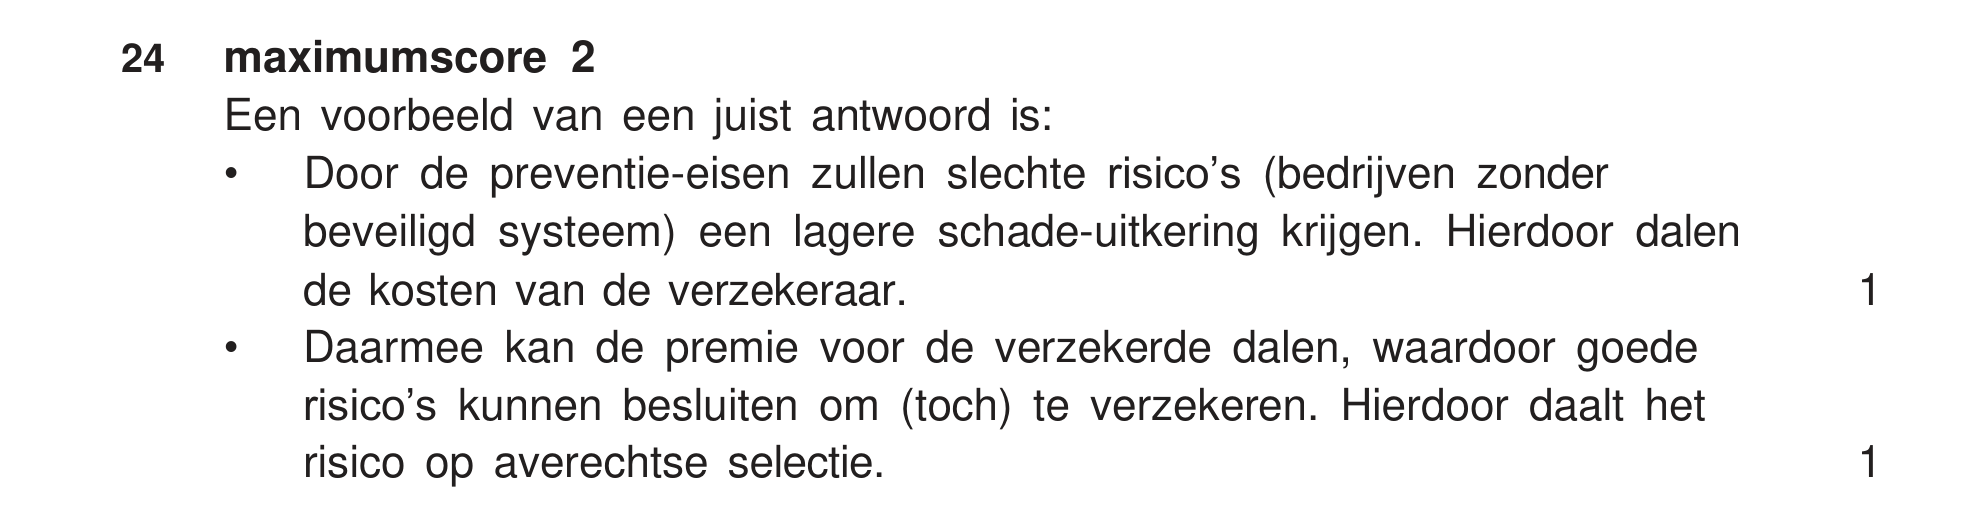 24 maximumscore 2
Een voorbeeld van een juist antwoord is:
• Door de preventie-eisen zullen slechte risico’s (bedrijven zonder
beveiligd systeem) een lagere schade-uitkering krijgen. Hierdoor dalen
de kosten van de verzekeraar. 1
• Daarmee kan de premie voor de verzekerde dalen, waardoor goede
risico’s kunnen besluiten om (toch) te verzekeren. Hierdoor daalt het
risico op averechtse selectie. 1